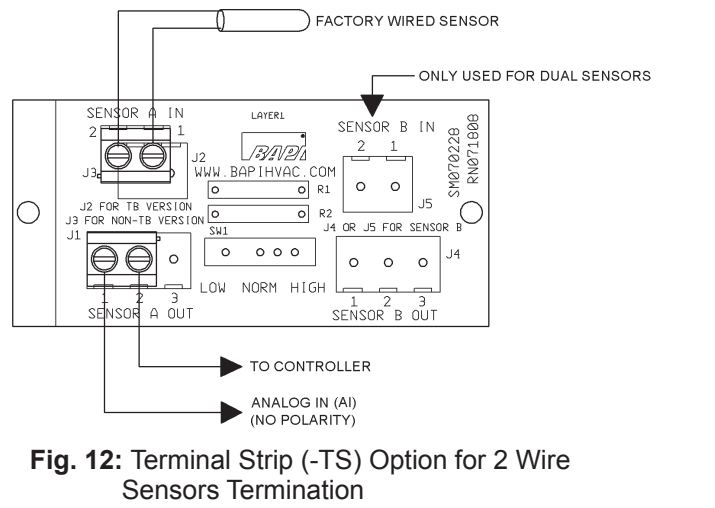 FACTORY WIRED SENSOR
ONLY USED FOR DUAL SENSORS
SENSOR A IN
LAYER1
SENSOR B IN
2 1
2 1
BAPI
J3
J2
WWW.BAPIHVAC.COM
SM070228
RN071808
R1
J5
J2 FOR TB VERSION
J3 FOR NON-TB VERSION
R2
J4 OR J5 FOR SENSOR B
J1
SW1
J4
LOW NORM HIGH
1 2 3
1 2 3
SENSOR A OUT
SENSOR B OUT
TO CONTROLLER
ANALOG IN (AI)
(NO POLARITY)
Fig. 12: Terminal Strip (-TS) Option for 2 Wire
Sensors Termination